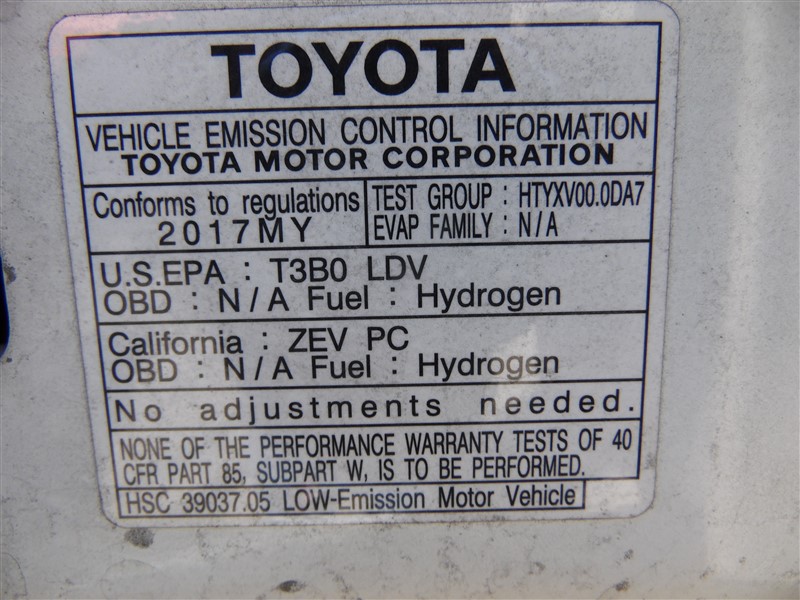 TOYOTA
VEHICLE EMISSION CONTROL INFORMATION
TOYOTA MOTOR CORPORATION
Conforms to regulations
2017MY
TEST GROUP : HTYXV00.0DA7
EVAP FAMILY : N/A
U.S.EPA : T3B0 LDV
OBD : N/A Fuel : Hydrogen
California : ZEV PC
OBD : N/A Fuel : Hydrogen
No adjustments needed.
NONE OF THE PERFORMANCE WARRANTY TESTS OF 40
CFR PART 85, SUBPART W, IS TO BE PERFORMED.
HSC 39037.05 LOW-Emission Motor Vehicle